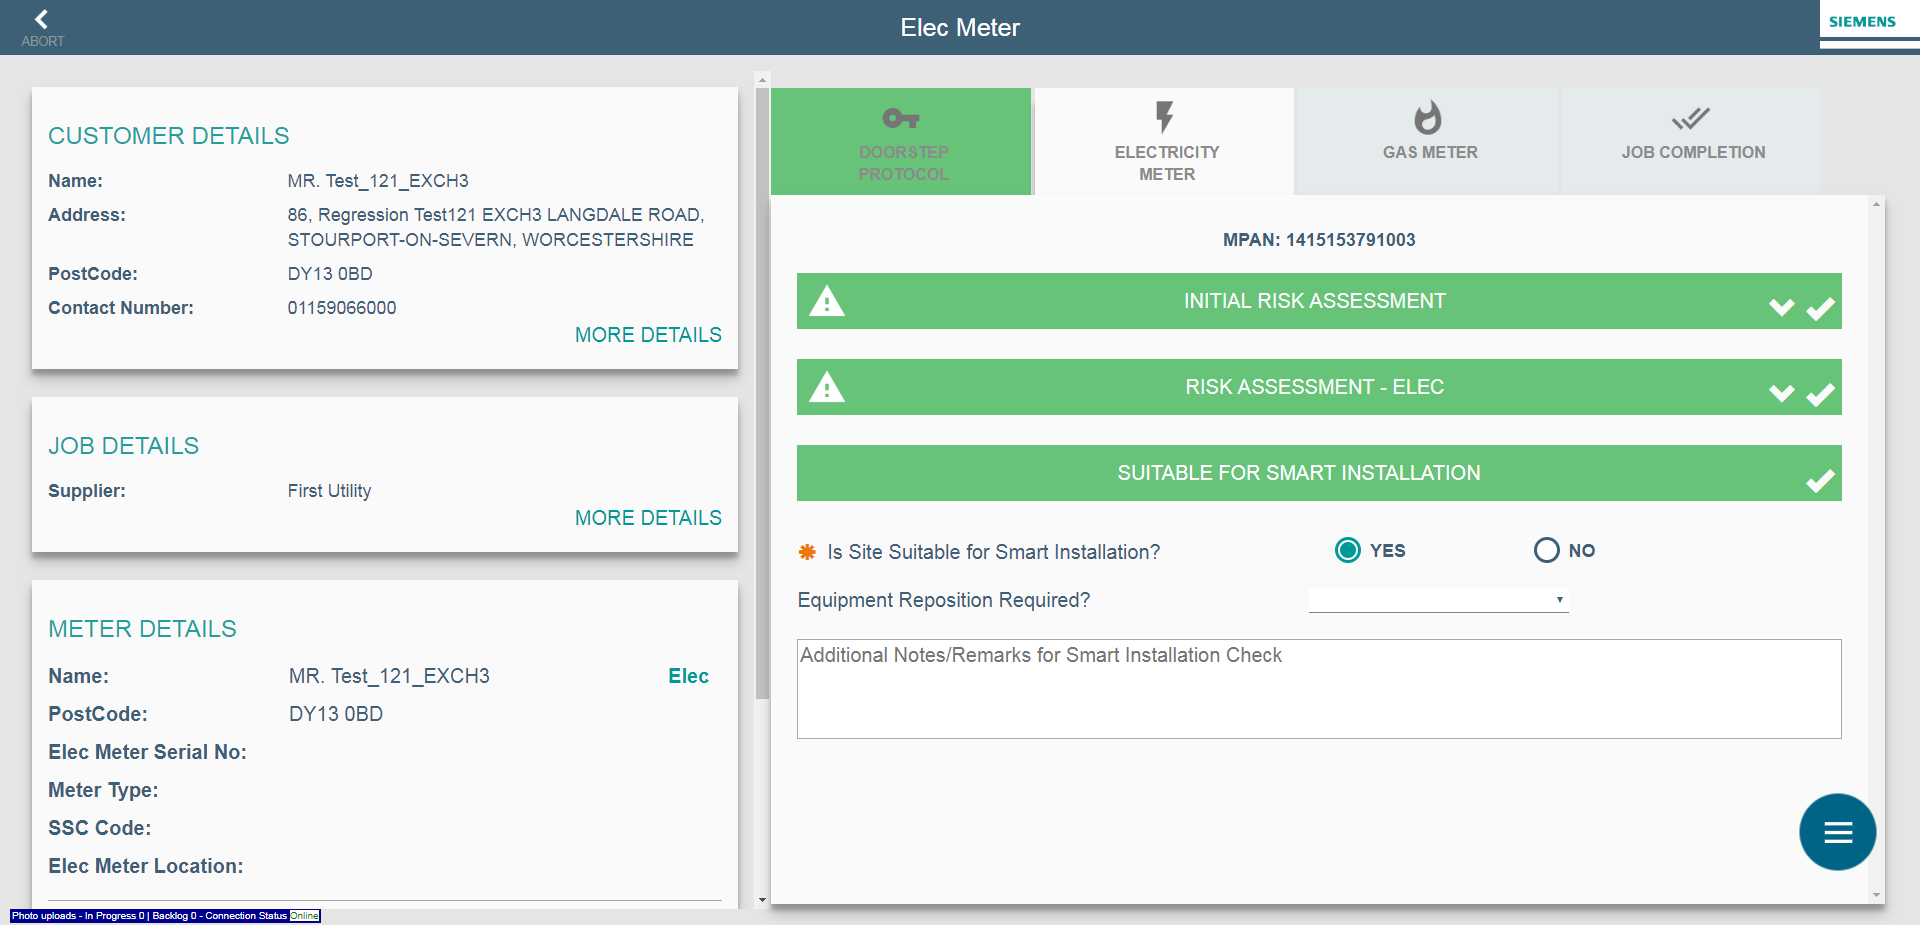 ABORT
Elec Meter
SIEMENS
CUSTOMER DETAILS
Name: MR. Test_121_EXCH3
Address: 86, Regression Test121 EXCH3 LANGDALE ROAD,
STOURPORT-ON-SEVERN, WORCESTERSHIRE
PostCode: DY13 0BD
Contact Number: 01159066000
MORE DETAILS
JOB DETAILS
Supplier: First Utility
MORE DETAILS
METER DETAILS
Name: MR. Test_121_EXCH3 Elec
PostCode: DY13 0BD
Elec Meter Serial No:
Meter Type:
SSC Code:
Elec Meter Location:
Photo uploads - In Progress 0 | Backlog 0 - Connection Status Online
DOORSTEP
PROTOCOL
ELECTRICITY
METER
GAS METER
JOB COMPLETION
MPAN: 1415153791003
INITIAL RISK ASSESSMENT
RISK ASSESSMENT - ELEC
SUITABLE FOR SMART INSTALLATION
Is Site Suitable for Smart Installation? YES NO
Equipment Reposition Required?
Additional Notes/Remarks for Smart Installation Check